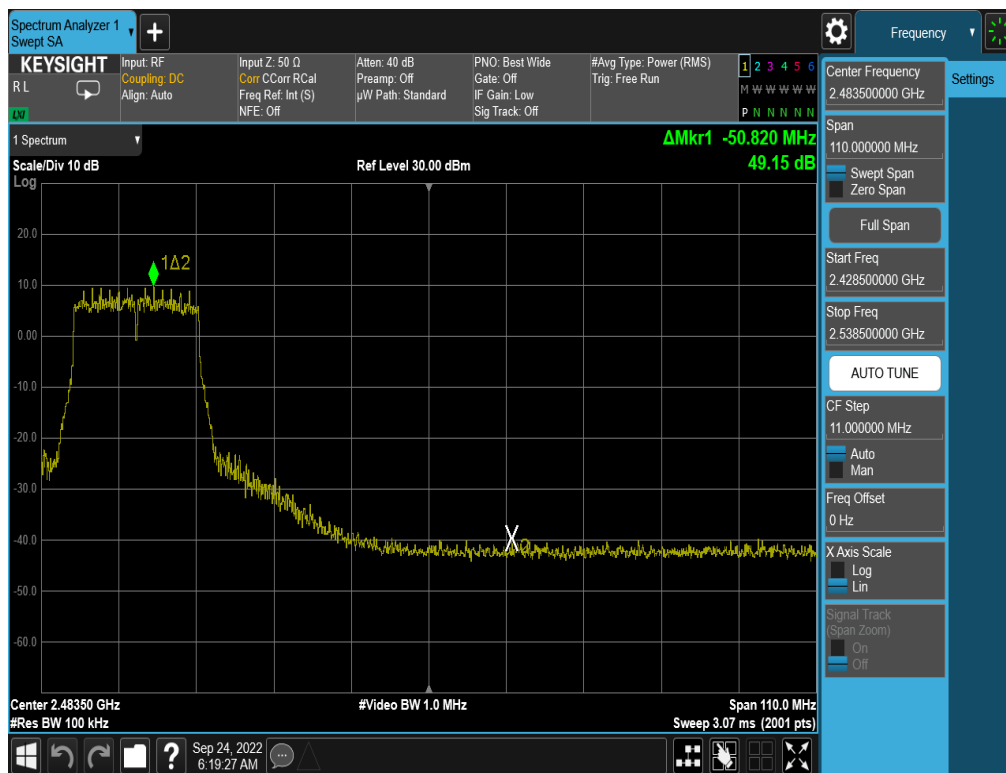 Spectrum Analyzer 1
Swept SA
KEYSIGHT
R L
LXI
Input: RF
Coupling: DC
Align: Auto
Input Z: 50 Ω
Corr CCorr RCal
Freq Ref: Int (S)
NFE: Off
Atten: 40 dB
Preamp: Off
µW Path: Standard
PNO: Best Wide
Gate: Off
IF Gain: Low
Sig Track: Off
#Avg Type: Power (RMS)
Trig: Free Run
1 2 3 4 5 6
M W W W W W
P N N N N N
1 Spectrum
ΔMkr1 -50.820 MHz
49.15 dB
Scale/Div 10 dB
Ref Level 30.00 dBm
Log
20.0
10.0
0.00
-10.0
-20.0
-30.0
-40.0
-50.0
-60.0
1Δ2
X2
Center 2.48350 GHz
#Video BW 1.0 MHz
Span 110.0 MHz
#Res BW 100 kHz
Sweep 3.07 ms (2001 pts)
Frequency
Settings
Center Frequency
2.483500000 GHz
Span
110.000000 MHz
Swept Span
Zero Span
Full Span
Start Freq
2.428500000 GHz
Stop Freq
2.538500000 GHz
AUTO TUNE
CF Step
11.000000 MHz
Auto
Man
Freq Offset
0 Hz
X Axis Scale
Log
Lin
Signal Track
(Span Zoom)
On
Off
?
Sep 24, 2022
6:19:27 AM